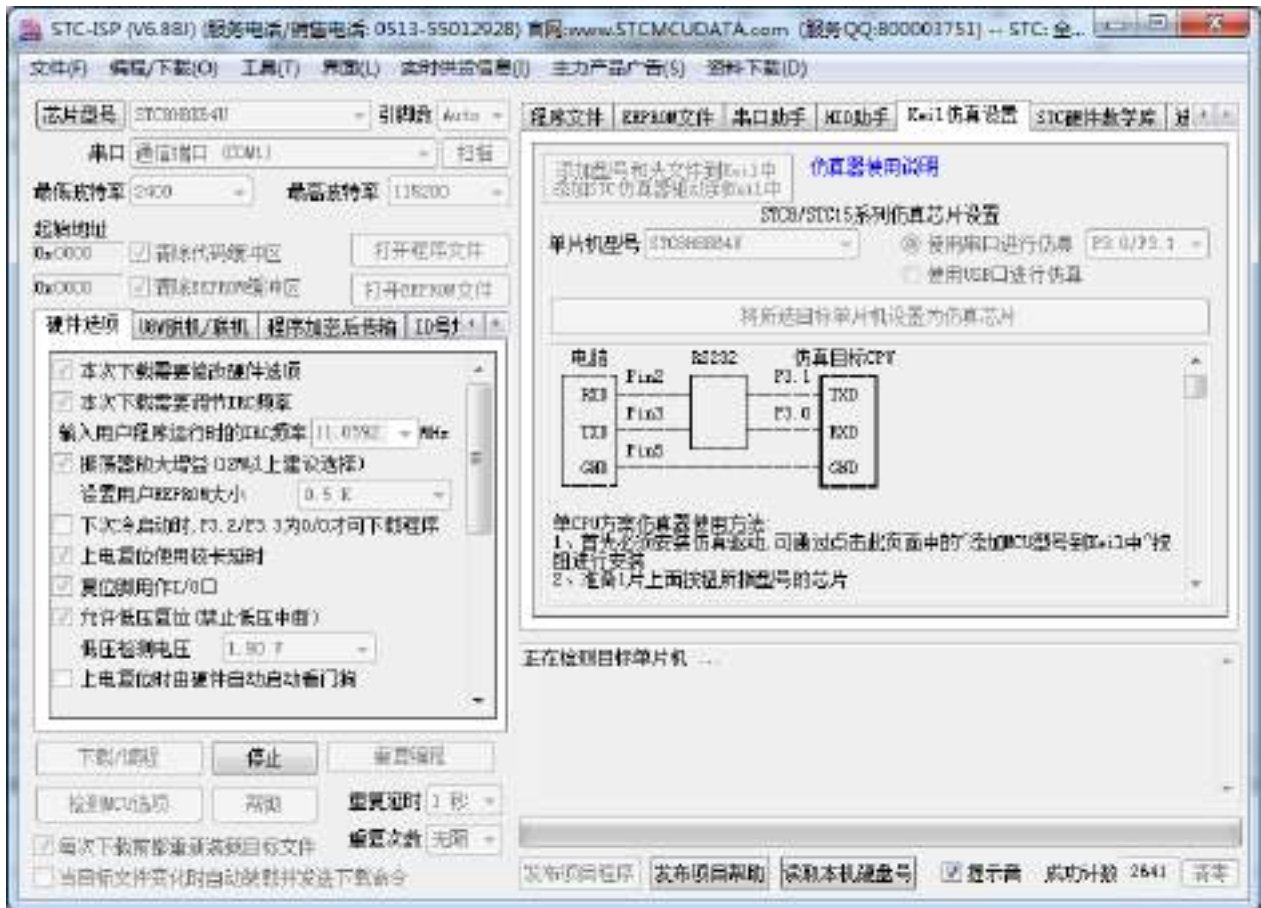 STC-ISP (V6.88J) (服务电话/销售电话: 0513-55012928) 官网:www.STCMCUDATA.com (服务QQ:800003751) -- STC: 全...
文件(F) 编程/下载(O) 工具(T) 界面(L) 实时供货信息(I) 主力产品广告(S) 资料下载(D)
芯片型号 引脚数 Auto
串口 通信端口 (COM1) 扫描
最低波特率 2400 最高波特率 115200
起始地址
0x0000 清除代码缓冲区 打开程序文件
0x0000 清除EEPROM缓冲区 打开EEPROM文件
硬件选项 U8W脱机/联机 程序加密后传输 ID号
本次下载需要修改硬件选项
本次下载需要调节IRC频率
输入用户程序运行时的IRC频率 11.0592 MHz
振荡器放大增益(12M以上建议选择)
设置用户EEPROM大小 0.5 K
下次冷启动时,P3.2/P3.3为0/0才可下载程序
上电复位使用较长延时
复位脚用作I/O口
允许低压复位(禁止低压中断)
低压检测电压 1.90 V
上电复位时由硬件自动启动看门狗
下载/编程 停止 重复编程
检测MCU选项 帮助 重复延时 1 秒
重复次数 无限
每次下载前都重新装载目标文件
当目标文件变化时自动装载并发送下载命令
程序文件 EEPROM文件 串口助手 HID助手 Keil仿真设置 STC硬件数学库
添加型号和头文件到Keil中
添加STC仿真器驱动到Keil中
仿真器使用说明
STC8/STC15系列仿真芯片设置
单片机型号 使用串口进行仿真 P3.0/P3.1
使用USB口进行仿真
将所选目标单片机设置为仿真芯片
电脑 RS232 仿真目标CPU
RXD Pin2 P3.1 TXD
TXD Pin3 P3.0 RXD
GND Pin5 GND
单CPU方案仿真器使用方法:
1、首先必须安装仿真驱动,可通过点击此页面中的"添加MCU型号到Keil中"按
钮进行安装
2、准备1片上面按钮所指型号的芯片
正在检测目标单片机 ...
发布项目程序 发布项目帮助 读取本机硬盘号 提示音 成功计数 2641 清零